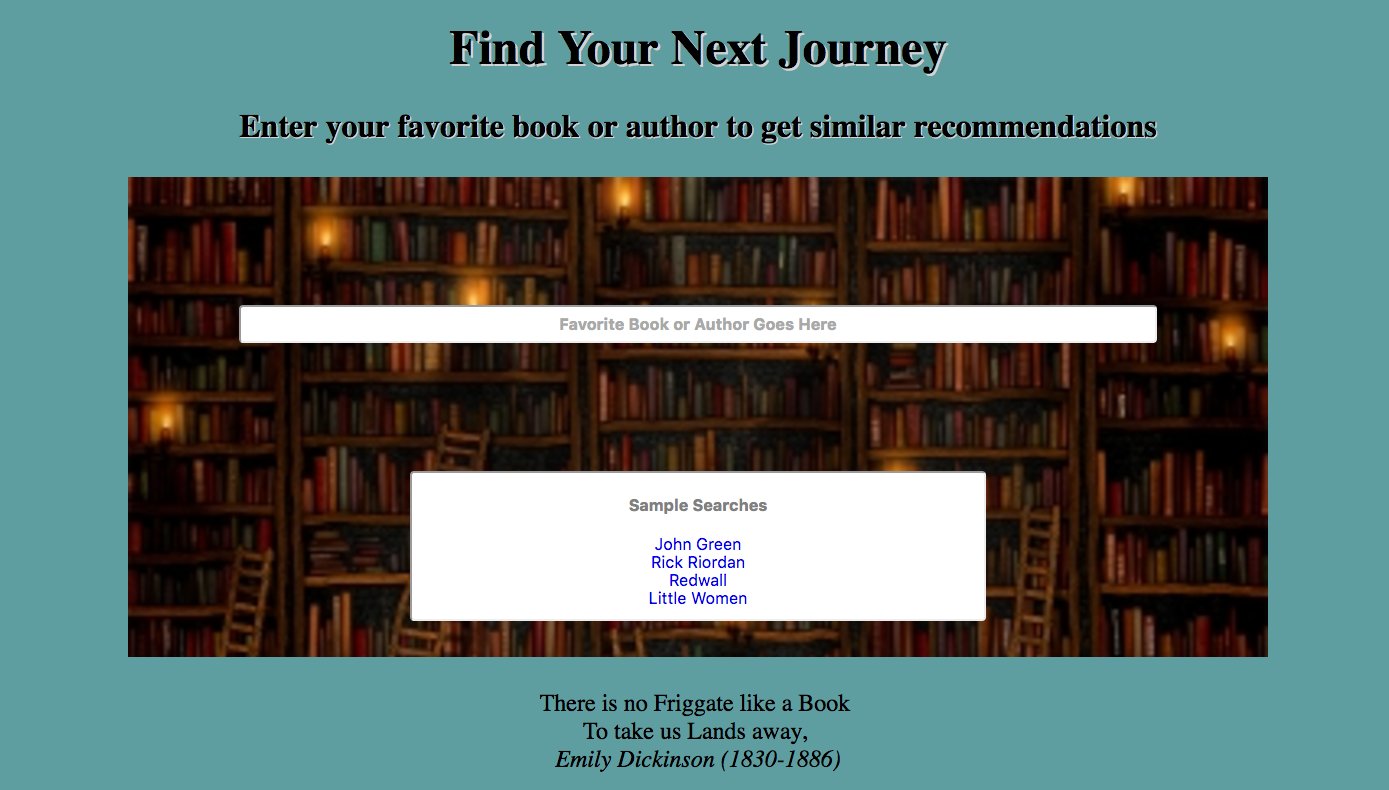 Find Your Next Journey
Enter your favorite book or author to get similar recommendations
Favorite Book or Author Goes Here
Sample Searches
John Green
Rick Riordan
Redwall
Little Women
There is no Friggate like a Book
To take us Lands away,
Emily Dickinson (1830-1886)